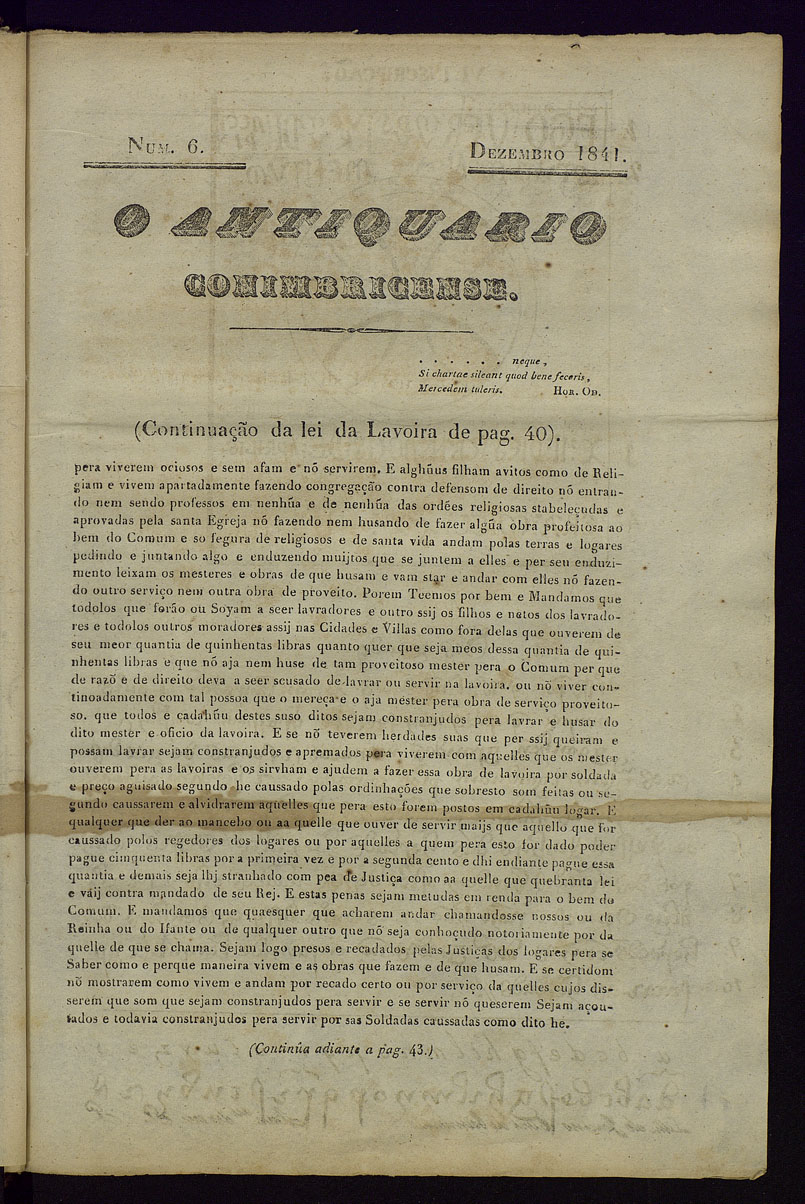 NUM. 6.
DEZEMBRO 1841.
O ANTIQUARIO
CONIMBRICENSE.
. . . . . . neque,
Si chartae sileant quod bene feceris,
Mercedem tuleris. HOR. OD.
(Continuação da lei da Lavoira de pag. 40).
pera viverem ociosos e sem afam e nõ servirem. E alghũus filham avitos como de Reli-
giam e vivem apartadamente fazendo congregação contra defensom de direito nõ entran-
do nem sendo professos em nenhũa e de nenhũa das ordées religiosas stabeleçudas e
aprovadas pela santa Egreja nõ fazendo nem husando de fazer algũa obra profeitosa ao
bem do Comum e so fegura de religiosos e de santa vida andam polas terras e logares
pedindo e juntando algo e enduzendo muijtos que se juntem a elles e per seu enduzi-
mento leixam os mesteres e obras de que husam e vam star e andar com elles nõ fazen-
do outro serviço nem outra obra de proveito. Porem Teemos por bem e Mandamos que
todolos que forão ou Soyam a seer lavradores e outro ssij os filhos e netos dos lavrado-
res e todolos outros moradores assij nas Cidades e Villas como fora delas que ouverem de
seu meor quantia de quinhentas libras quanto quer que seja meos dessa quantia de qui-
nhentas libras e que nõ aja nem huse de tam proveitoso mester pera o Comum per que
de razõ e de direito deva a seer scusado de lavrar ou servir na lavoira. ou nõ viver con-
tinoadamente com tal possoa que o mereça e o aja mester pera obra de serviço proveito-
so. que todos e cadahũu destes suso ditos sejam constranjudos pera lavrar e husar do
dito mester e oficio da lavoira. E se nõ teverem herdades suas que per ssij queiram e
possam lavrar sejam constranjudos e apremados pera viverem com aquelles que os mester
ouverem pera as lavoiras e os sirvham e ajudem a fazer essa obra de lavoira por soldada
e preço aguisado segundo he caussado polas ordinhações que sobresto som feitas ou se-
gundo caussarem e alvidrarem aquelles que pera esto forem postos em cadahũu logar. E
qualquer que der ao mancebo ou aa quelle que ouver de servir maijs que aquello que for
caussado polos regedores dos logares ou por aquelles a quem pera esto for dado poder
pague cimquenta libras por a primeira vez e por a segunda cento e dhi endiante pague essa
quantia e demais seja lhj stranhado com pea de Justiça como aa quelle que quebranta lei
e váij contra mandado de seu Rej. E estas penas sejam metudas em renda para o bem do
Comum. E mandamos que quaesquer que acharem andar chamandosse nossos ou da
Reinha ou do Ifante ou de qualquer outro que nõ seja conhoçudo notoriamente por da
quelle de que se chama. Sejam logo presos e recadados pelas Justiças dos logares pera se
Saber como e perque maneira vivem e as obras que fazem e de que husam. E se certidom
nõ mostrarem como vivem e andam por recado certo ou por serviço da quelles cujos dis-
serem que som que sejam constranjudos pera servir e se servir nõ queserem Sejam açou-
tados e todavia constranjudos pera servir por sas Soldadas caussadas como dito he.
(Continúa adiante a pag. 43.)